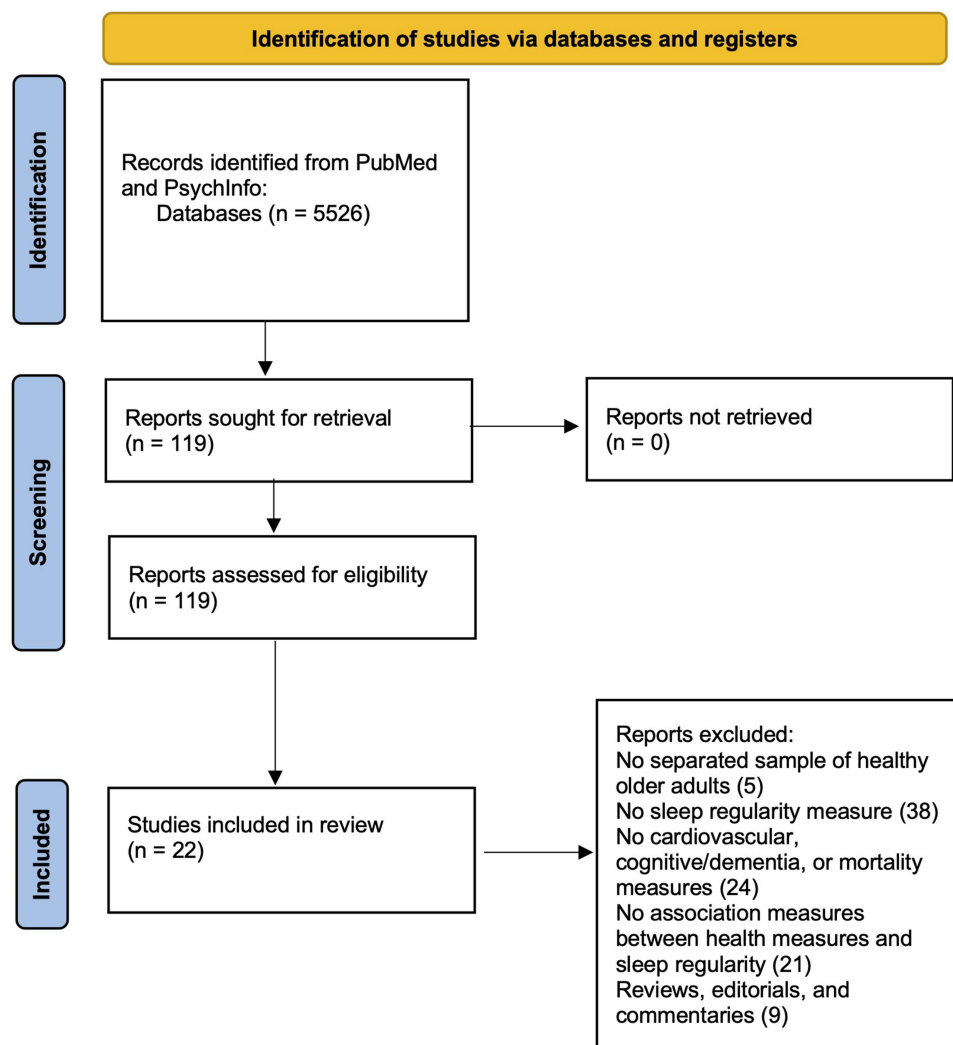 Identification of studies via databases and registers
Identification
Records identified from PubMed
and PsychInfo:
Databases (n = 5526)
Screening
Reports sought for retrieval
(n = 119)
Reports not retrieved
(n = 0)
Reports assessed for eligibility
(n = 119)
Included
Studies included in review
(n = 22)
Reports excluded:
No separated sample of healthy
older adults (5)
No sleep regularity measure (38)
No cardiovascular,
cognitive/dementia, or mortality
measures (24)
No association measures
between health measures and
sleep regularity (21)
Reviews, editorials, and
commentaries (9)